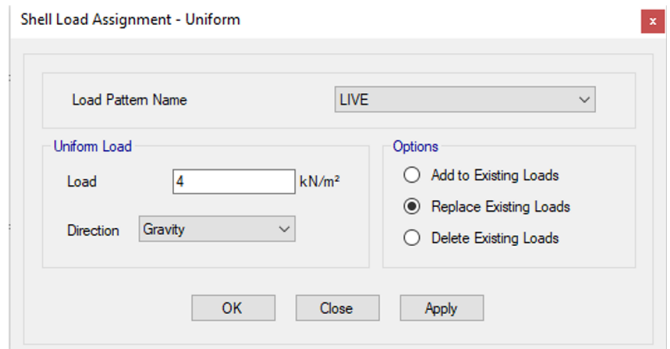 Shell Load Assignment - Uniform
x
Load Pattern Name LIVE
Uniform Load
Load 4 kN/m²
Direction Gravity
Options
Add to Existing Loads
Replace Existing Loads
Delete Existing Loads
OK Close Apply